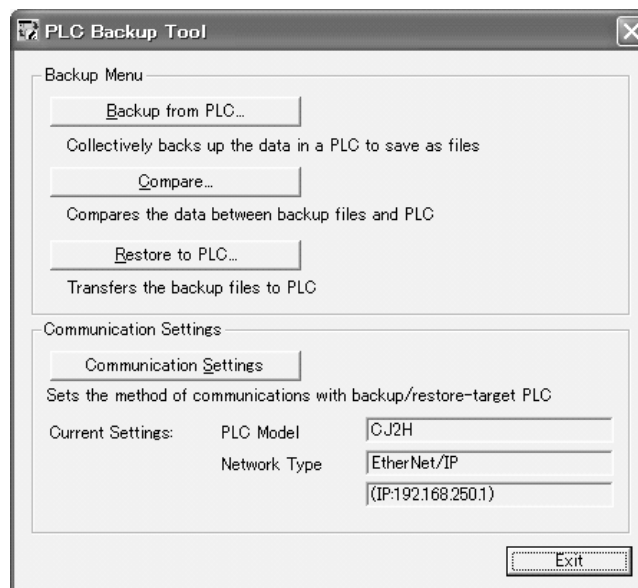 PLC Backup Tool
Backup Menu
Backup from PLC...
Collectively backs up the data in a PLC to save as files
Compare...
Compares the data between backup files and PLC
Restore to PLC...
Transfers the backup files to PLC
Communication Settings
Communication Settings
Sets the method of communications with backup/restore-target PLC
Current Settings: PLC Model CJ2H
Network Type EtherNet/IP
(IP:192.168.250.1)
Exit